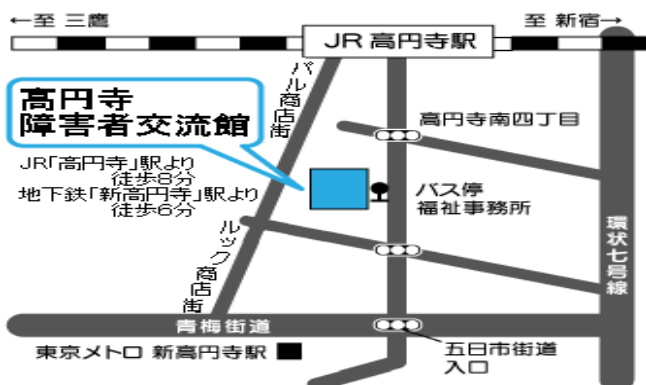 ←至 三鷹
至 新宿→
JR 高円寺駅
パル商店街
高円寺
障害者交流館
高円寺南四丁目
JR「高円寺」駅より
徒歩8分
地下鉄「新高円寺」駅より
徒歩6分
バス停
福祉事務所
ルック商店街
環状七号線
青梅街道
東京メトロ 新高円寺駅
五日市街道
入口